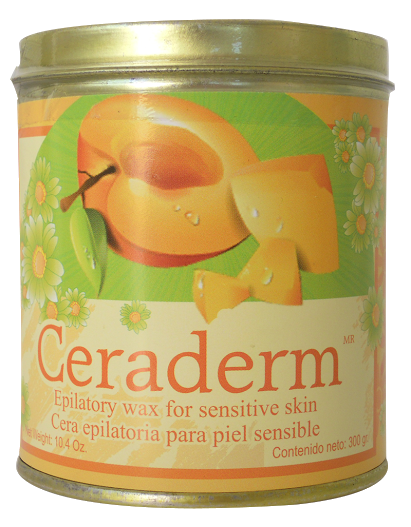 Ceraderm MR
Epilatory wax for sensitive skin
Cera epilatoria para piel sensible
Weight: 10.4 Oz.
Contenido neto: 300 gr.